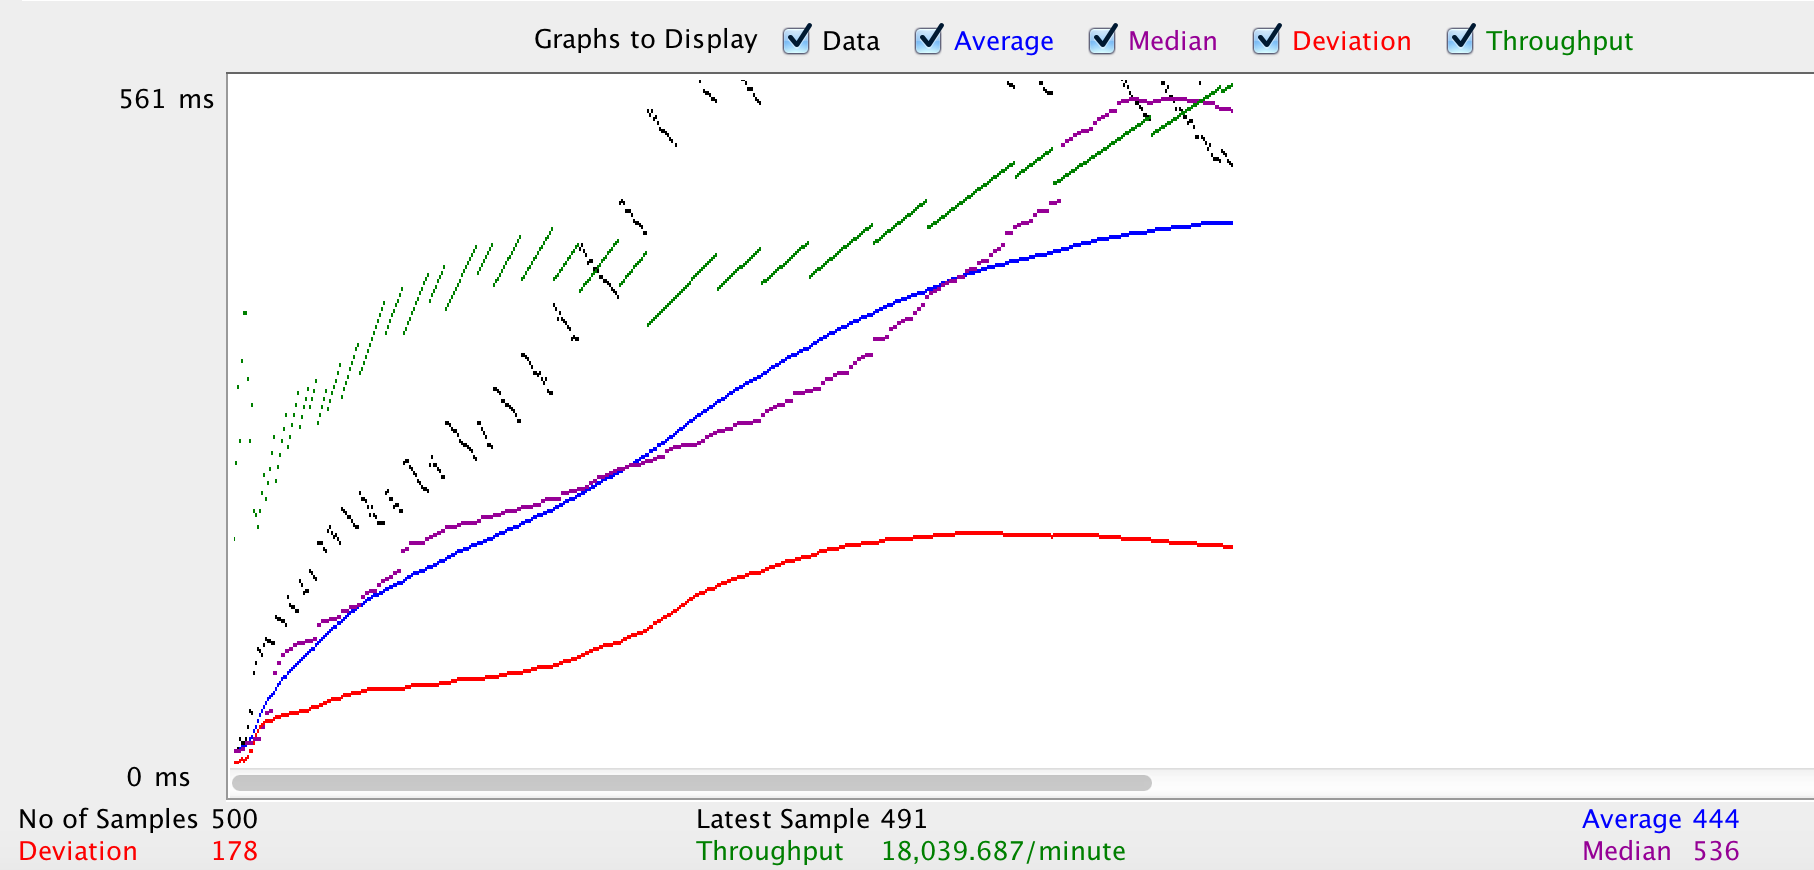 Graphs to Display Data Average Median Deviation Throughput
561 ms
0 ms
No of Samples 500 Latest Sample 491 Average 444
Deviation 178 Throughput 18,039.687/minute Median 536